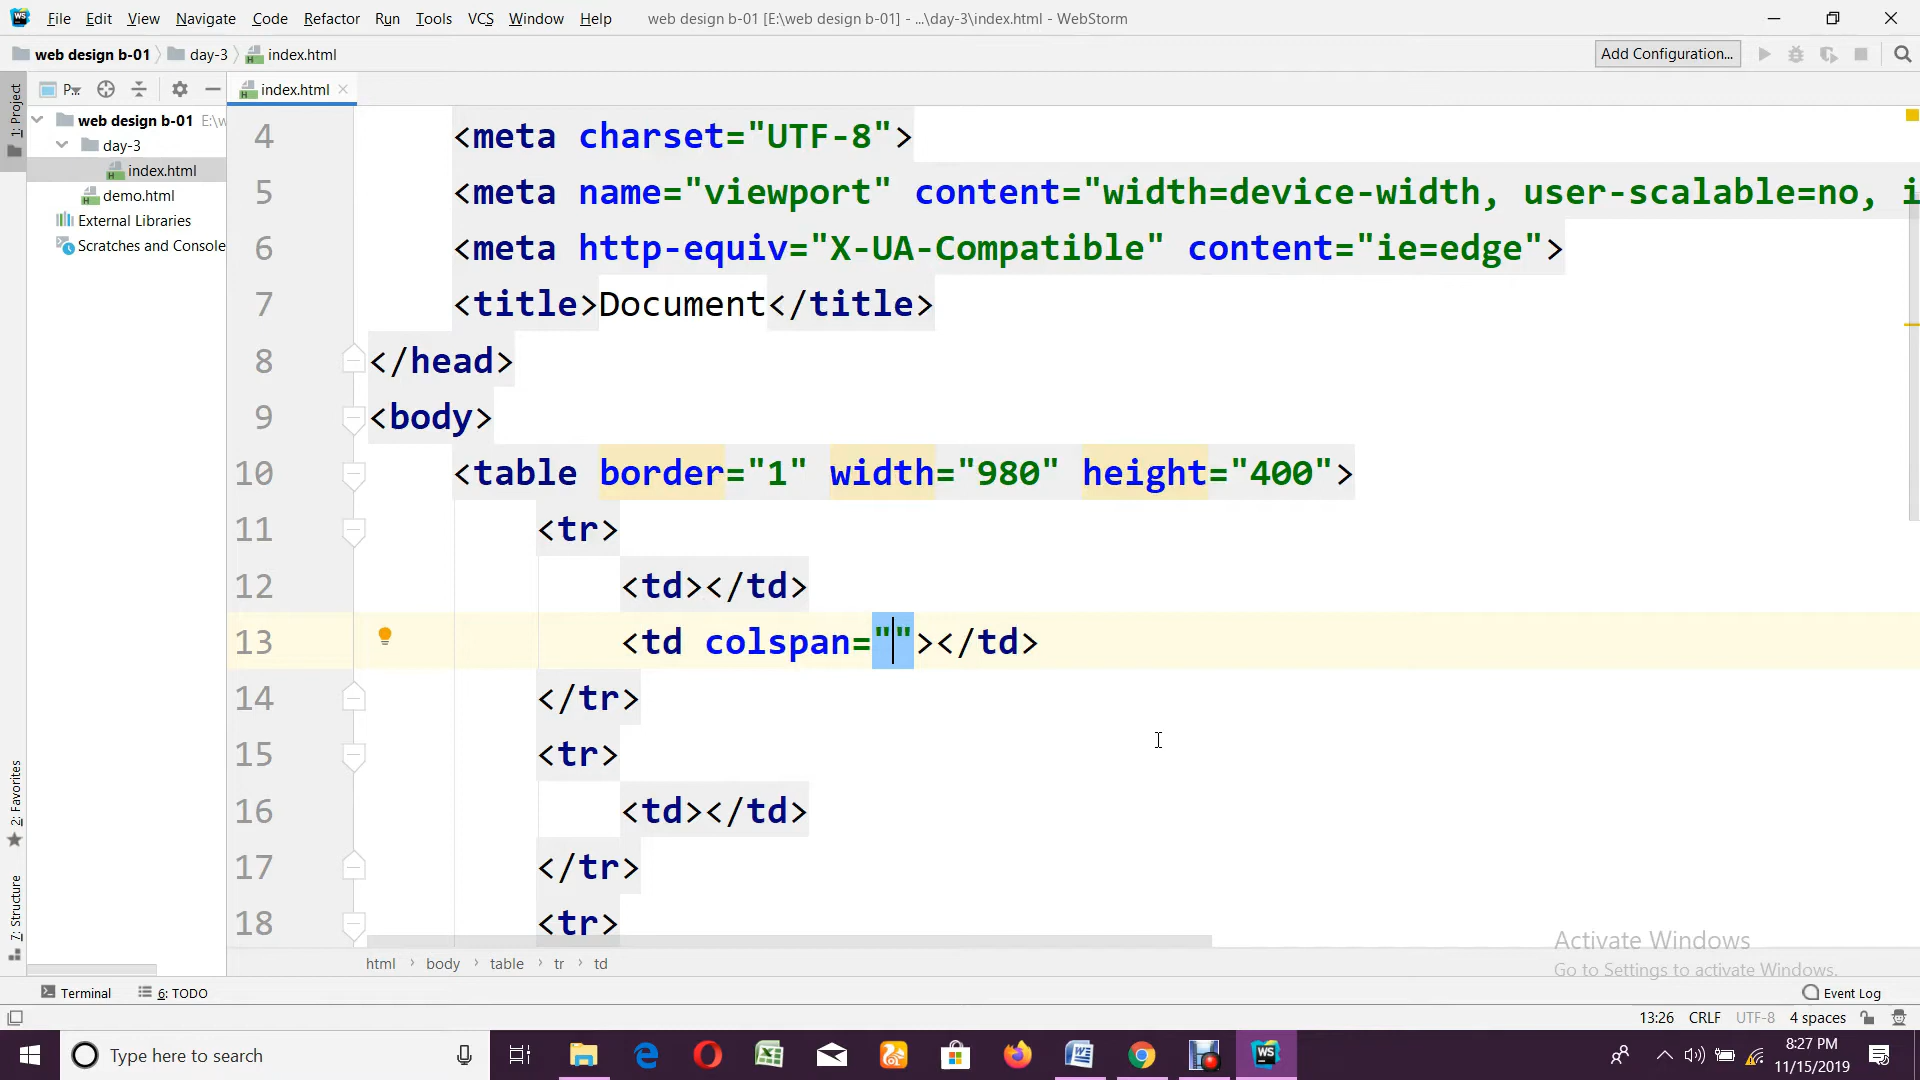 File Edit View Navigate Code Refactor Run Tools VCS Window Help web design b-01 [E:\web design b-01] - ...\day-3\index.html - WebStorm
web design b-01 day-3 index.html Add Configuration...
1: Project
P.. index.html
web design b-01 E:\w
day-3
index.html
demo.html
External Libraries
Scratches and Console
4 <meta charset="UTF-8">
5 <meta name="viewport" content="width=device-width, user-scalable=no, i
6 <meta http-equiv="X-UA-Compatible" content="ie=edge">
7 <title>Document</title>
8 </head>
9 <body>
10 <table border="1" width="980" height="400">
11 <tr>
12 <td></td>
13 <td colspan=""></td>
14 </tr>
15 <tr>
16 <td></td>
17 </tr>
18 <tr>
2: Favorites
7: Structure
Activate Windows
Go to Settings to activate Windows.
html › body › table › tr › td
Terminal 6: TODO Event Log
13:26 CRLF UTF-8 4 spaces
Type here to search
WS
8:27 PM
11/15/2019